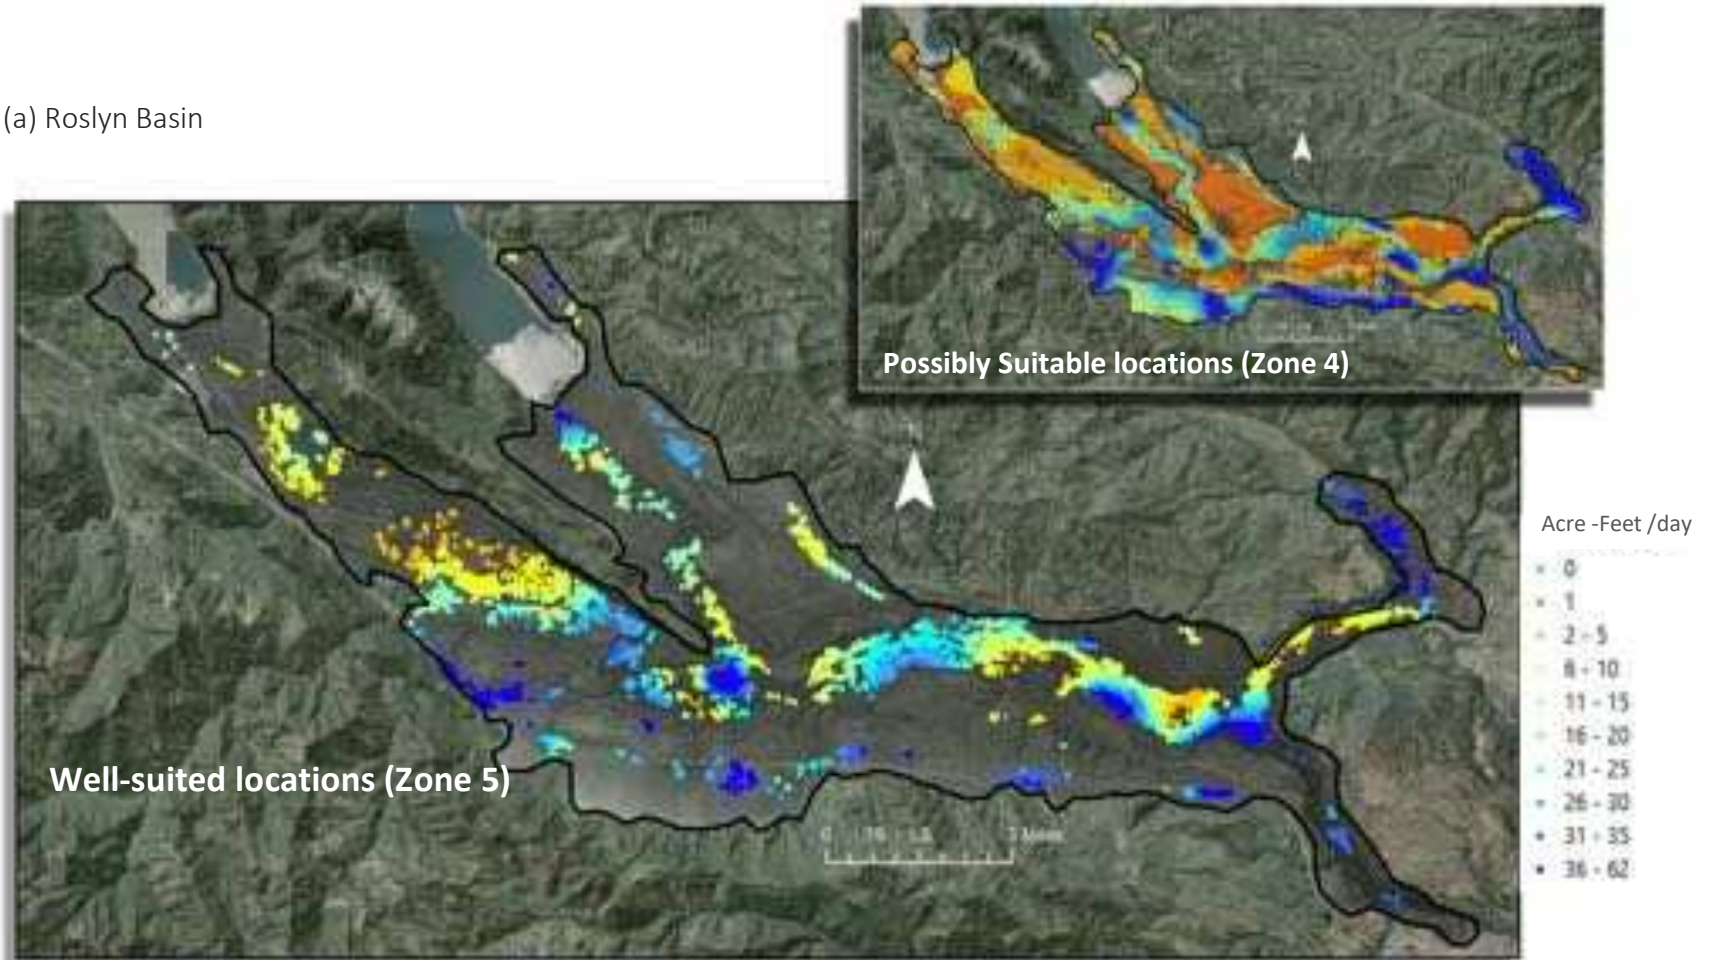 (a) Roslyn Basin
Possibly Suitable locations (Zone 4)
Acre -Feet /day
0
1
2 - 5
6 - 10
11 - 15
16 - 20
21 - 25
26 - 30
31 - 35
36 - 62
Well-suited locations (Zone 5)